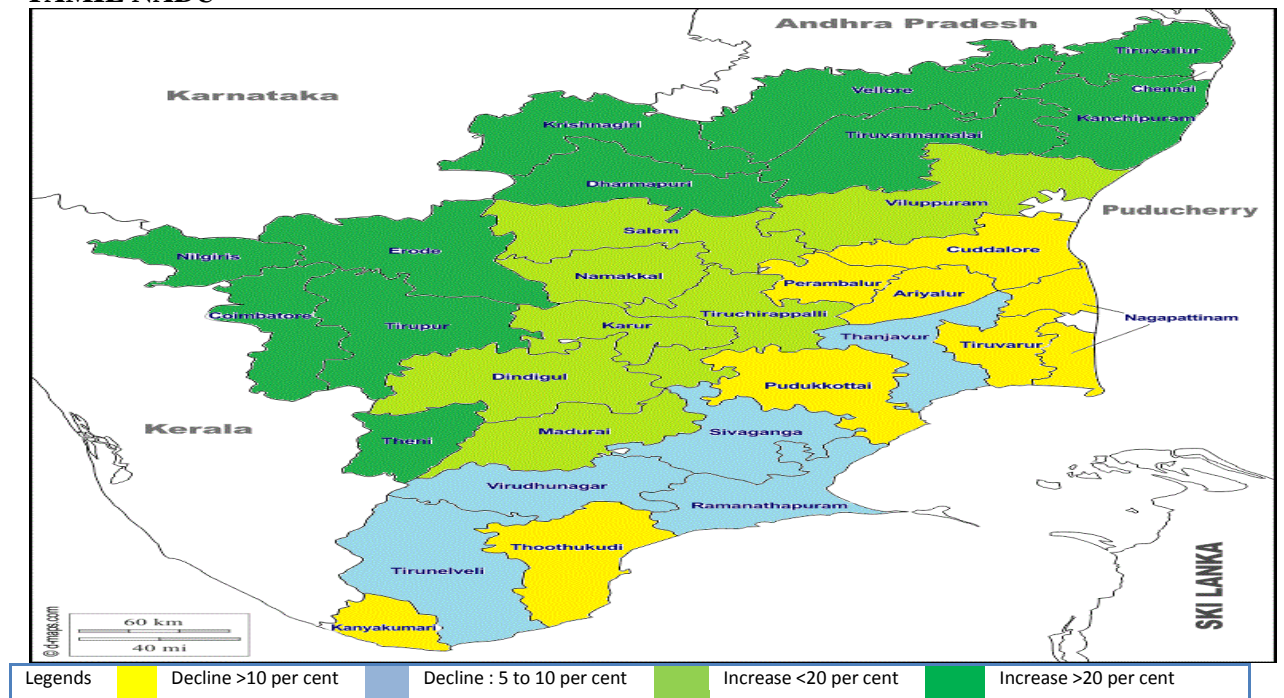 TAMIL NADU
Andhra Pradesh
Tiruvallur
Karnataka
Vellore
Chennai
Kanchipuram
Krishnagiri
Tiruvannamalai
Dharmapuri
Viluppuram
Puducherry
Salem
Cuddalore
Erode
Nilgiris
Namakkal
Perambalur
Ariyalur
Coimbatore
Tirupur
Karur
Tiruchirappalli
Nagapattinam
Thanjavur
Tiruvarur
Dindigul
Pudukkottai
Kerala
Theni
Madurai
Sivaganga
Virudhunagar
Ramanathapuram
Thoothukudi
Tirunelveli
SKI LANKA
Kanyakumari
60 km
40 mi
© d-maps.com
Legends Decline >10 per cent Decline : 5 to 10 per cent Increase <20 per cent Increase >20 per cent